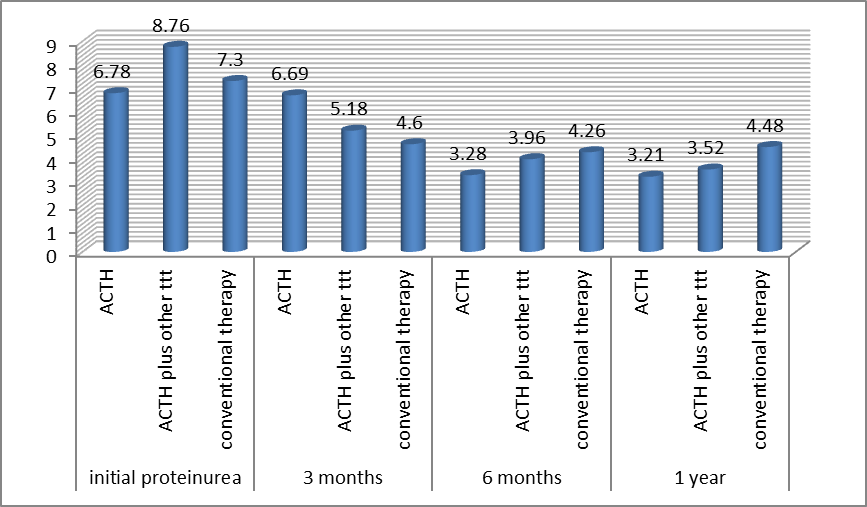 9
8
7
6
5
4
3
2
1
0
6.78
8.76
7.3
6.69
5.18
4.6
3.28
3.96
4.26
3.21
3.52
4.48
ACTH
ACTH plus other ttt
conventional therapy
ACTH
ACTH plus other ttt
conventional therapy
ACTH
ACTH plus other ttt
conventional therapy
ACTH
ACTH plus other ttt
conventional therapy
initial proteinurea
3 months
6 months
1 year